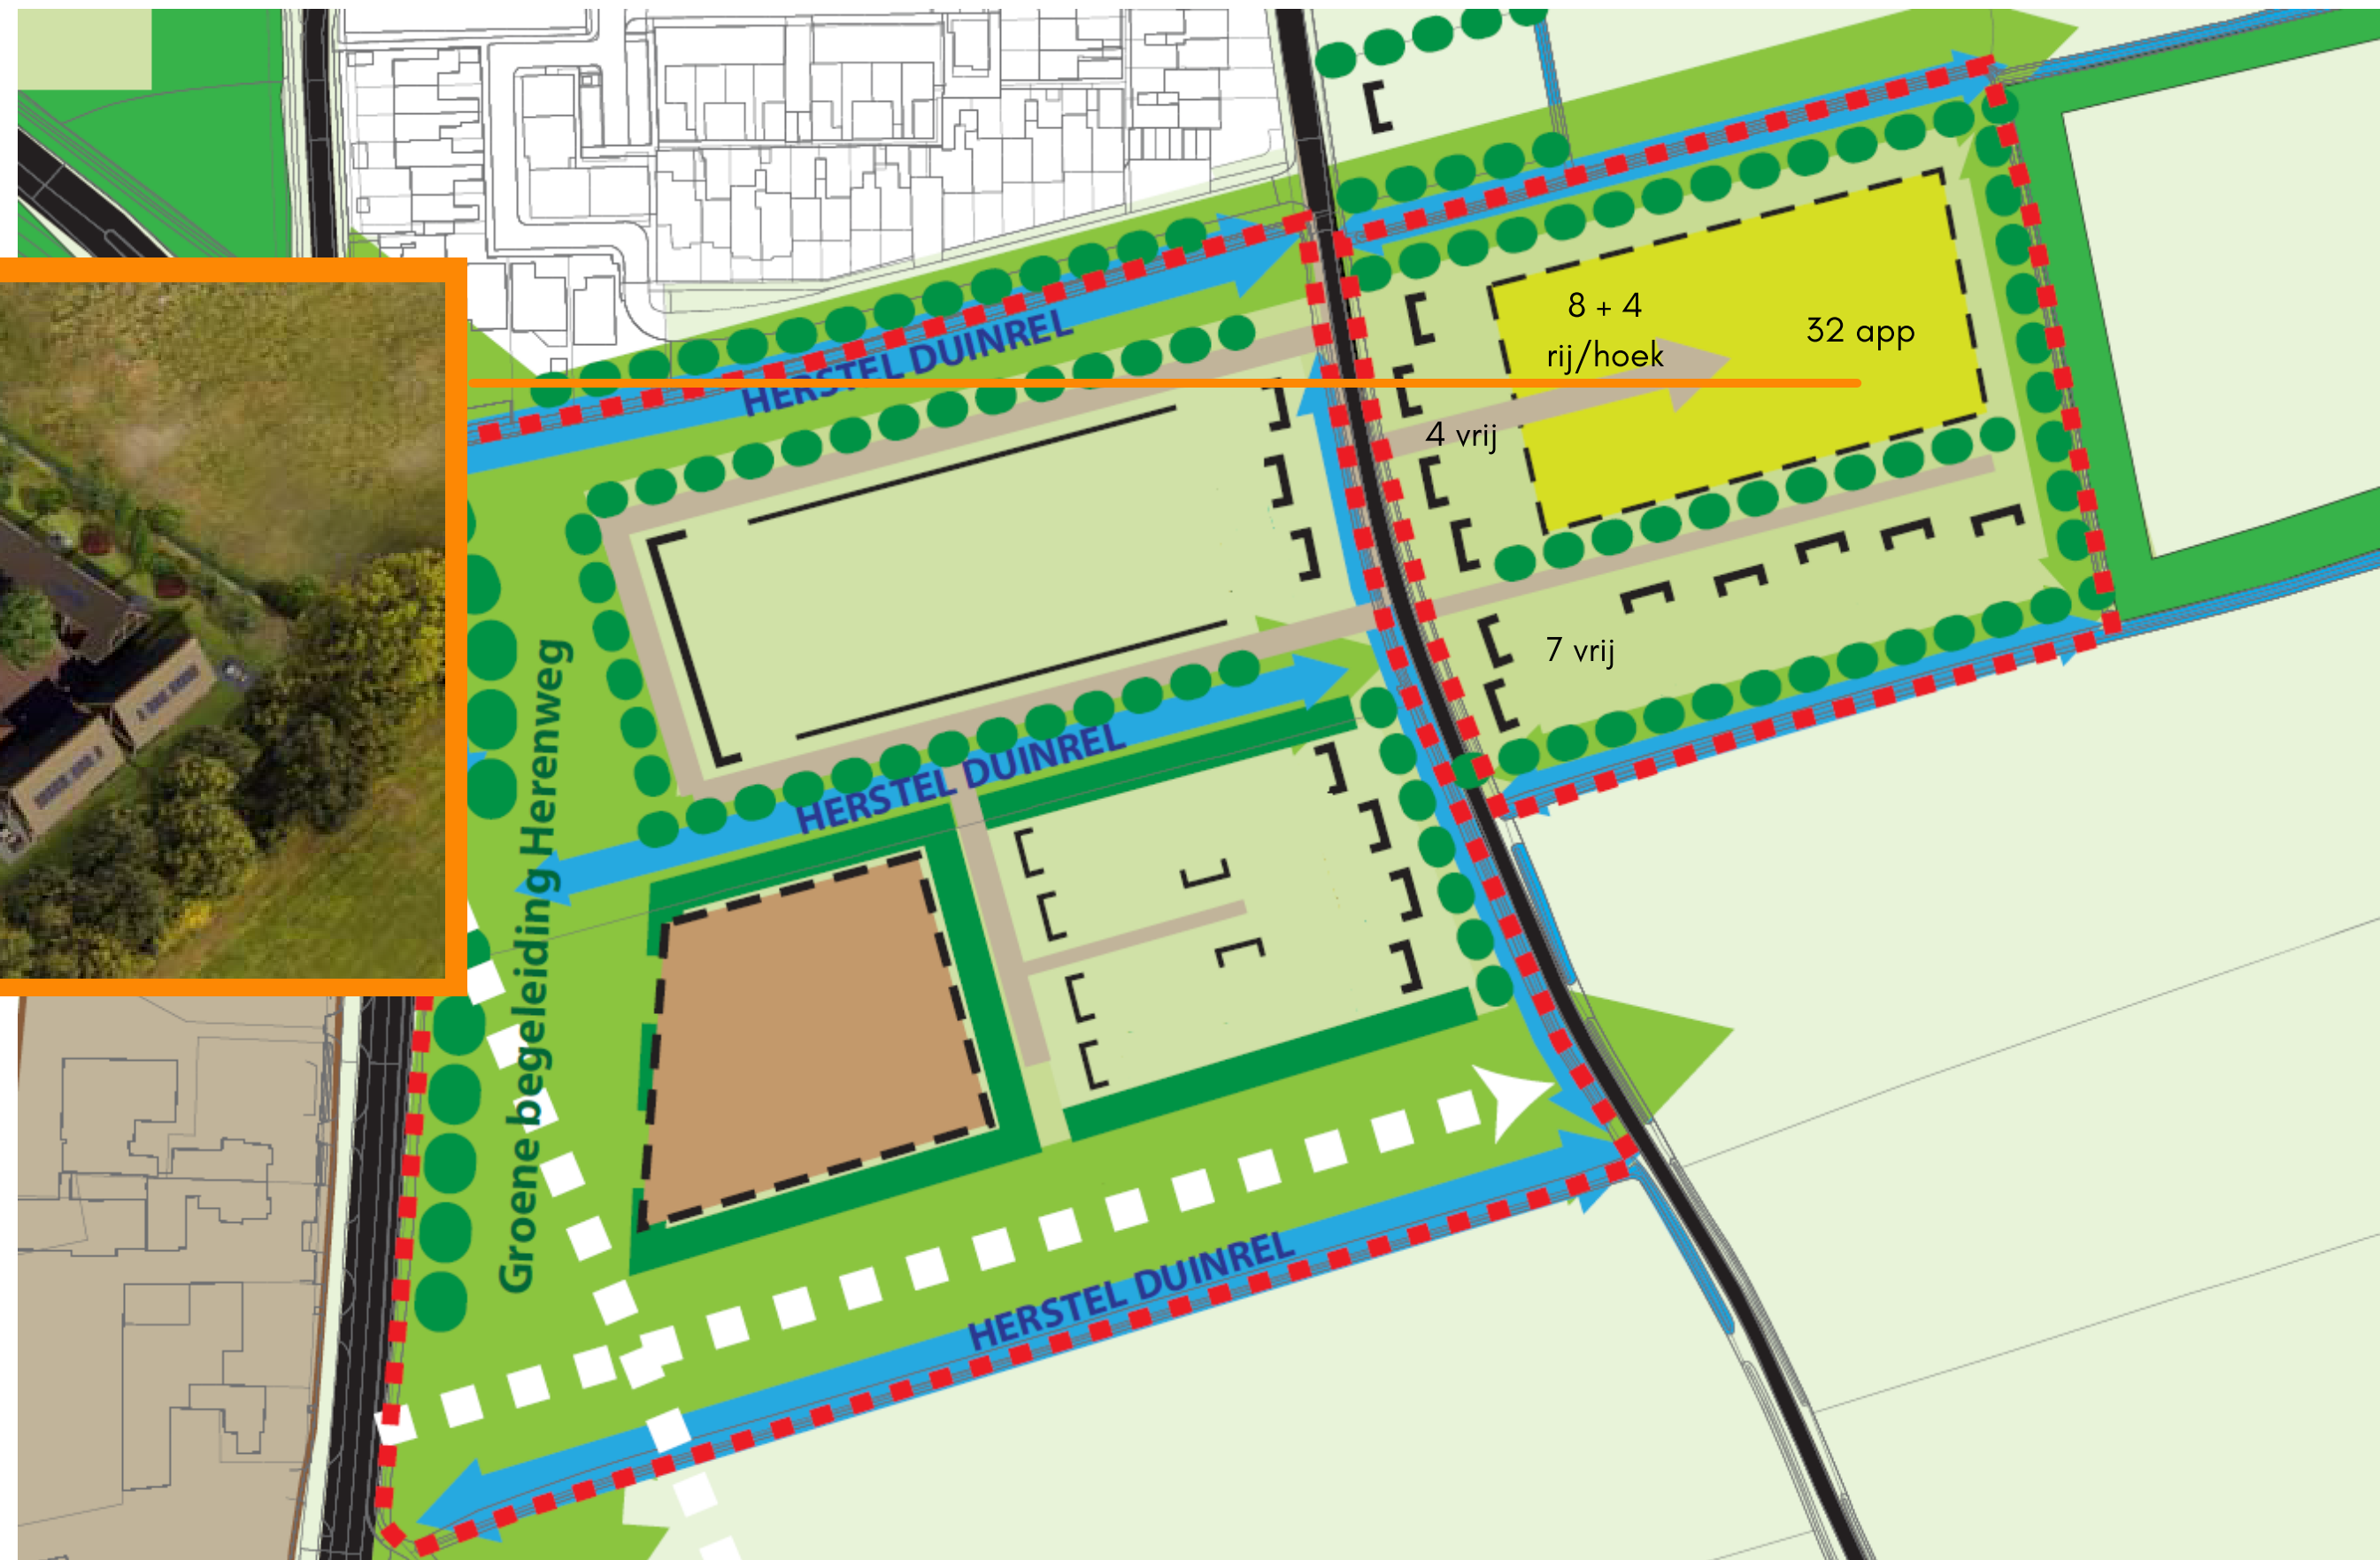 HERSTEL DUINREL
8 + 4
rij/hoek
32 app
4 vrij
7 vrij
HERSTEL DUINREL
Groene begeleiding Herenweg
HERSTEL DUINREL